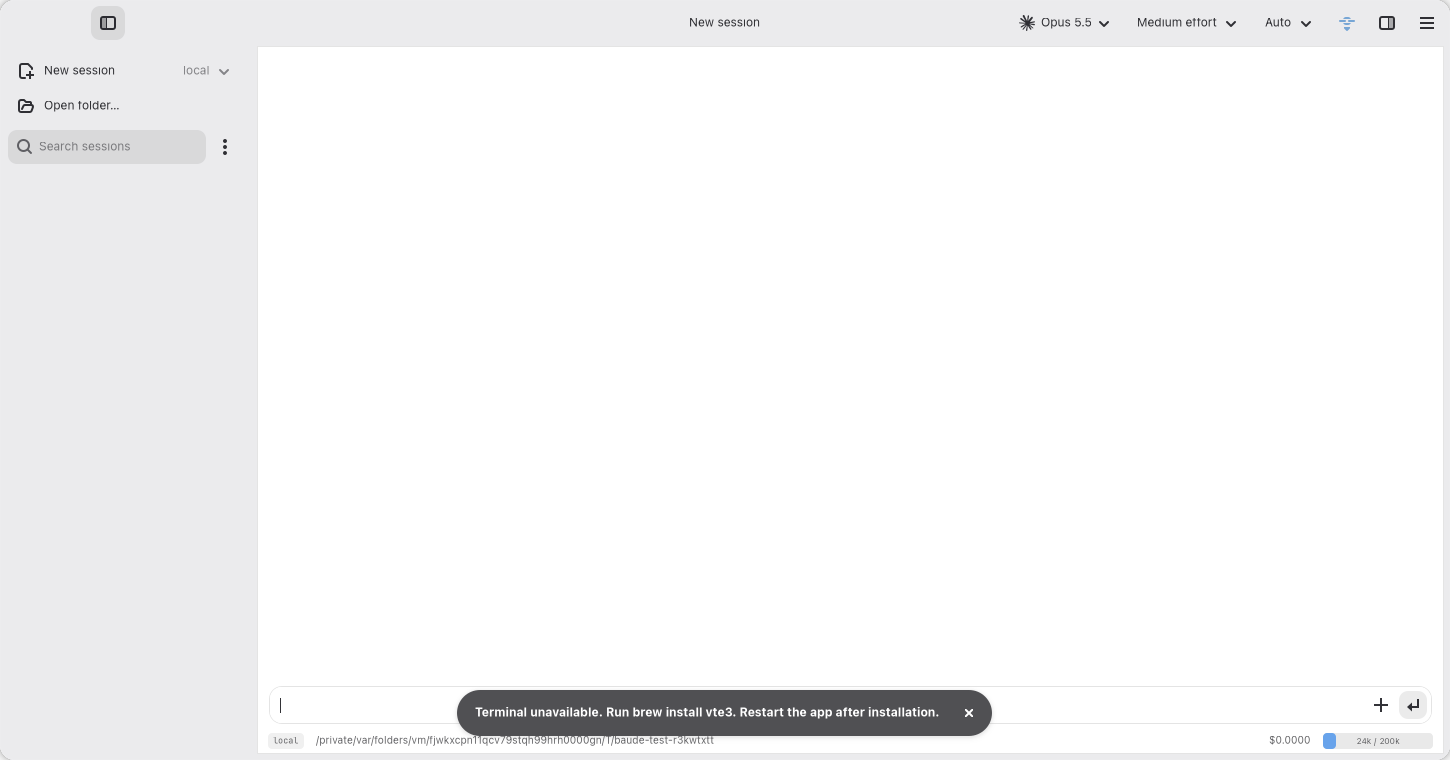 New session
Opus 5.5
Medium effort
Auto
New session
local
Open folder...
Search sessions
Terminal unavailable. Run brew install vte3. Restart the app after installation.
local
/private/var/folders/vm/fjwkxcpn11qcv79stqh99hrh0000gn/T/baude-test-r3kwtxtt
$0.0000
24k / 200k